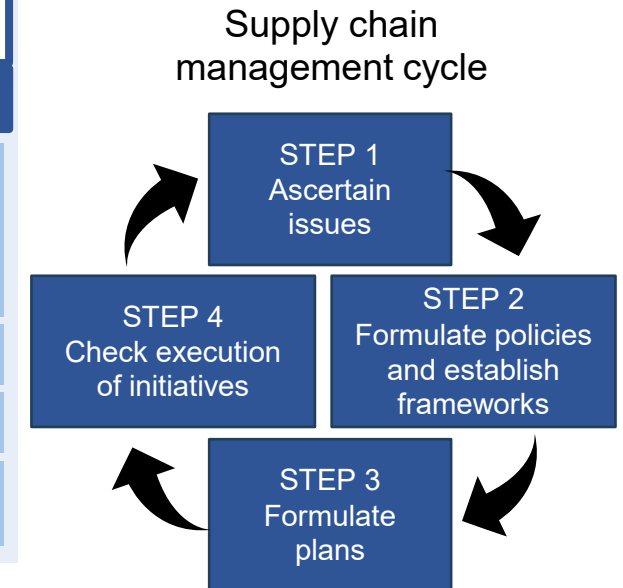 Supply chain
management cycle
STEP 1
Ascertain
issues
STEP 2
Formulate policies
and establish
frameworks
STEP 3
Formulate
plans
STEP 4
Check execution
of initiatives